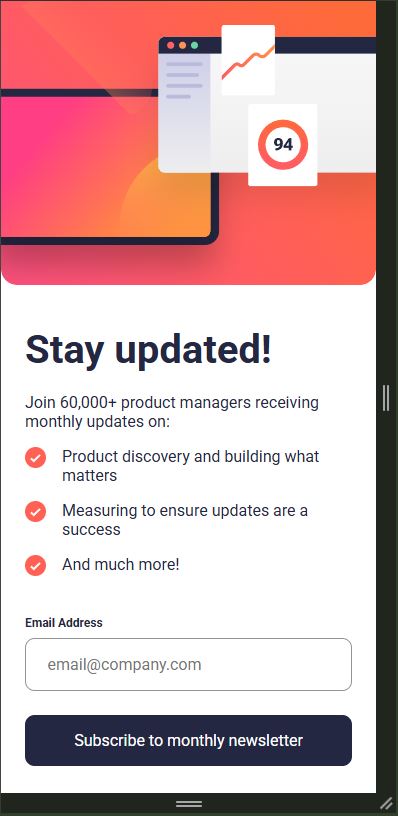 94
Stay updated!
Join 60,000+ product managers receiving
monthly updates on:
Product discovery and building what
matters
Measuring to ensure updates are a
success
And much more!
Email Address
email@company.com
Subscribe to monthly newsletter